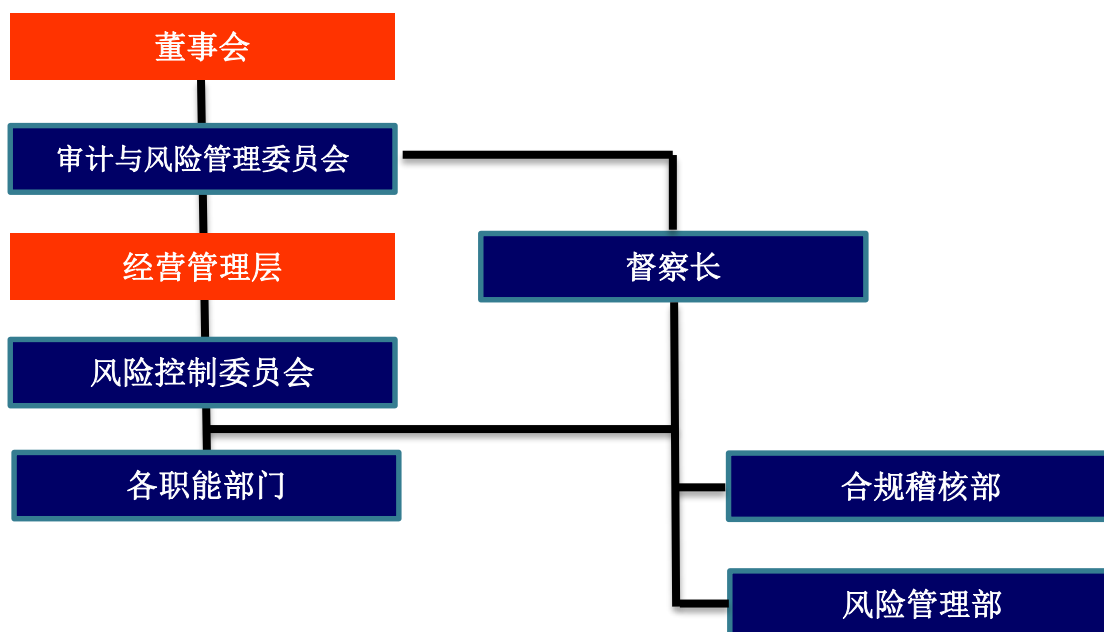 董事会
审计与风险管理委员会
经营管理层
督察长
风险控制委员会
各职能部门
合规稽核部
风险管理部